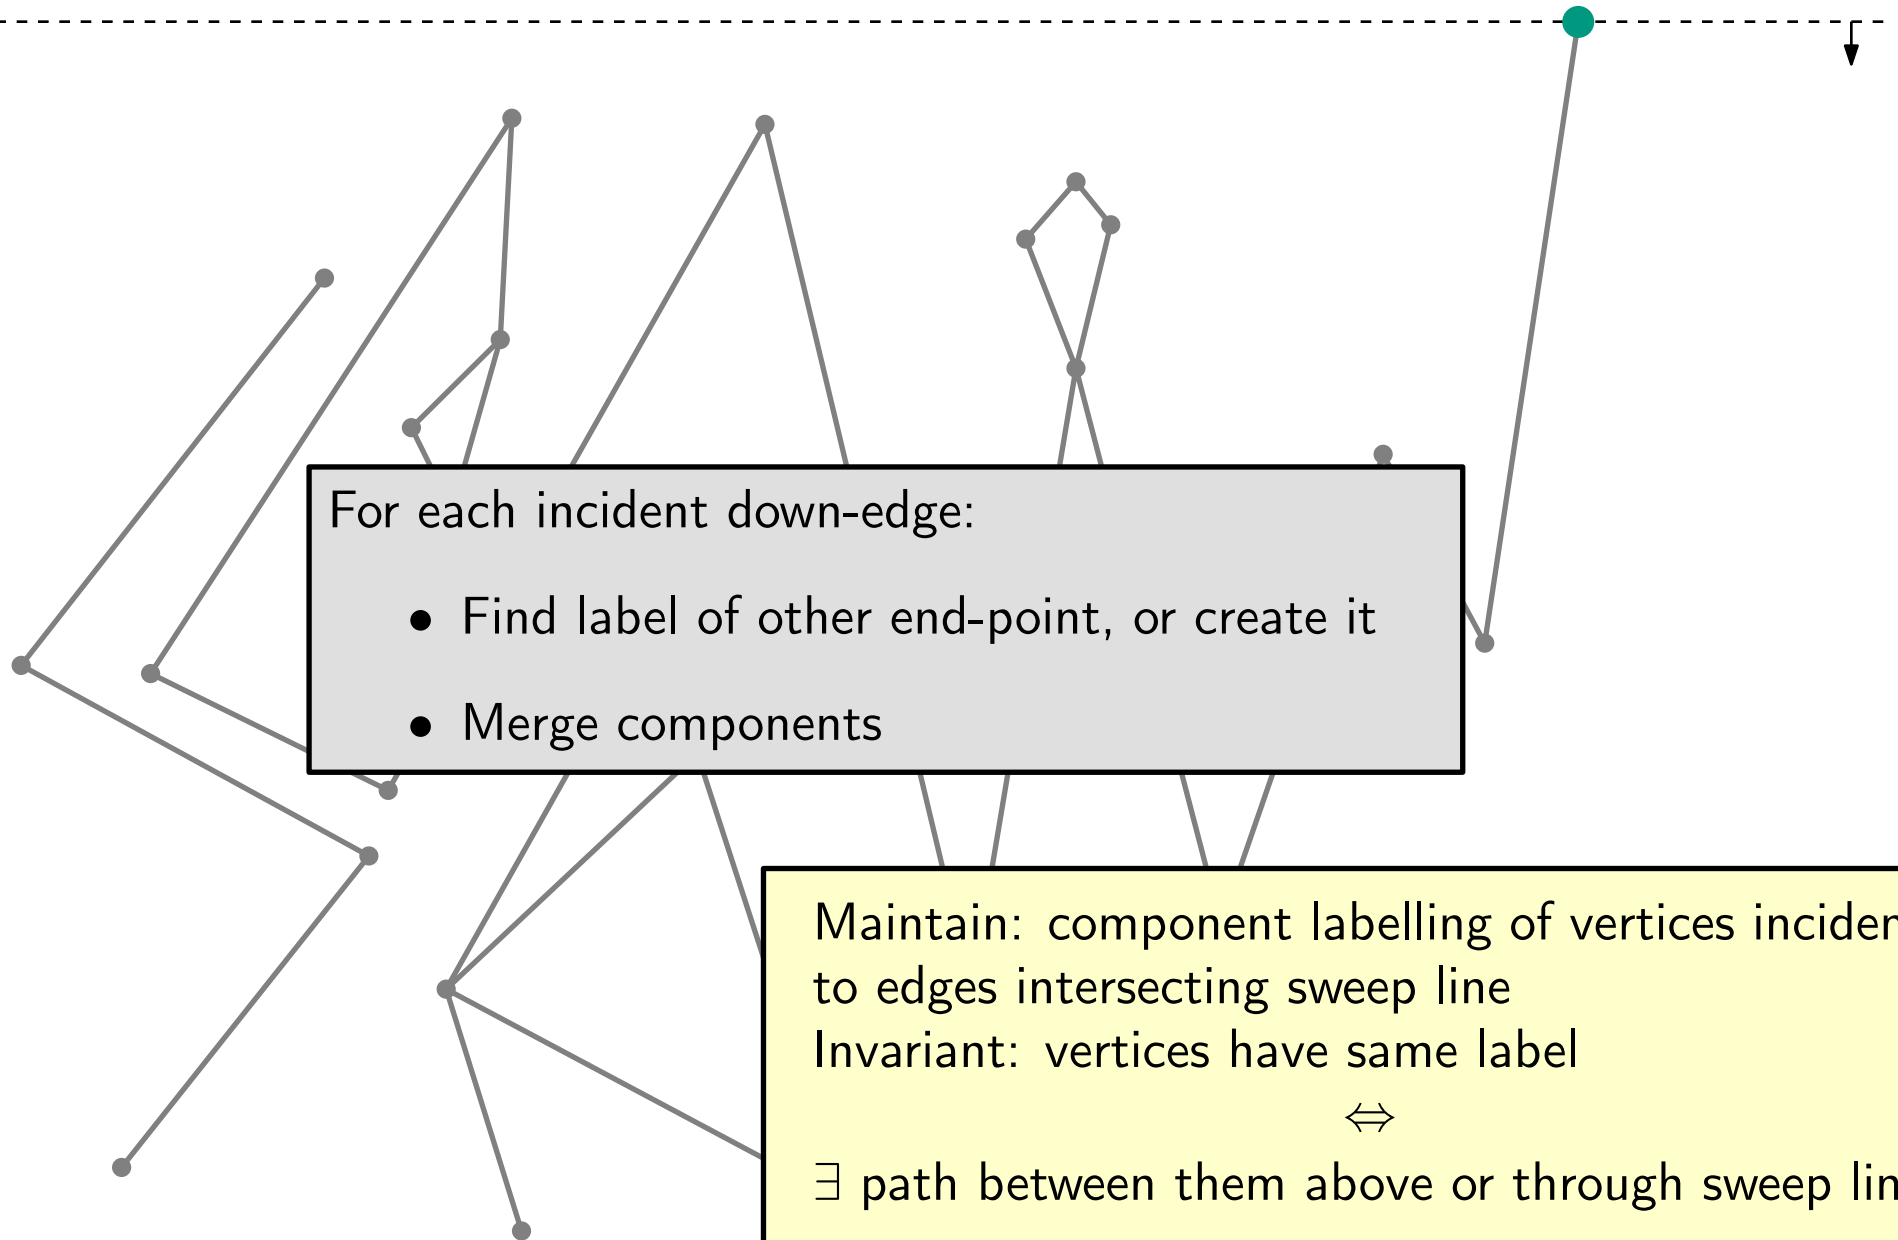 For each incident down-edge:
• Find label of other end-point, or create it
• Merge components
Maintain: component labelling of vertices
to edges intersecting sweep line
Invariant: vertices have same label
⇔
∃ path between them above or through sweep